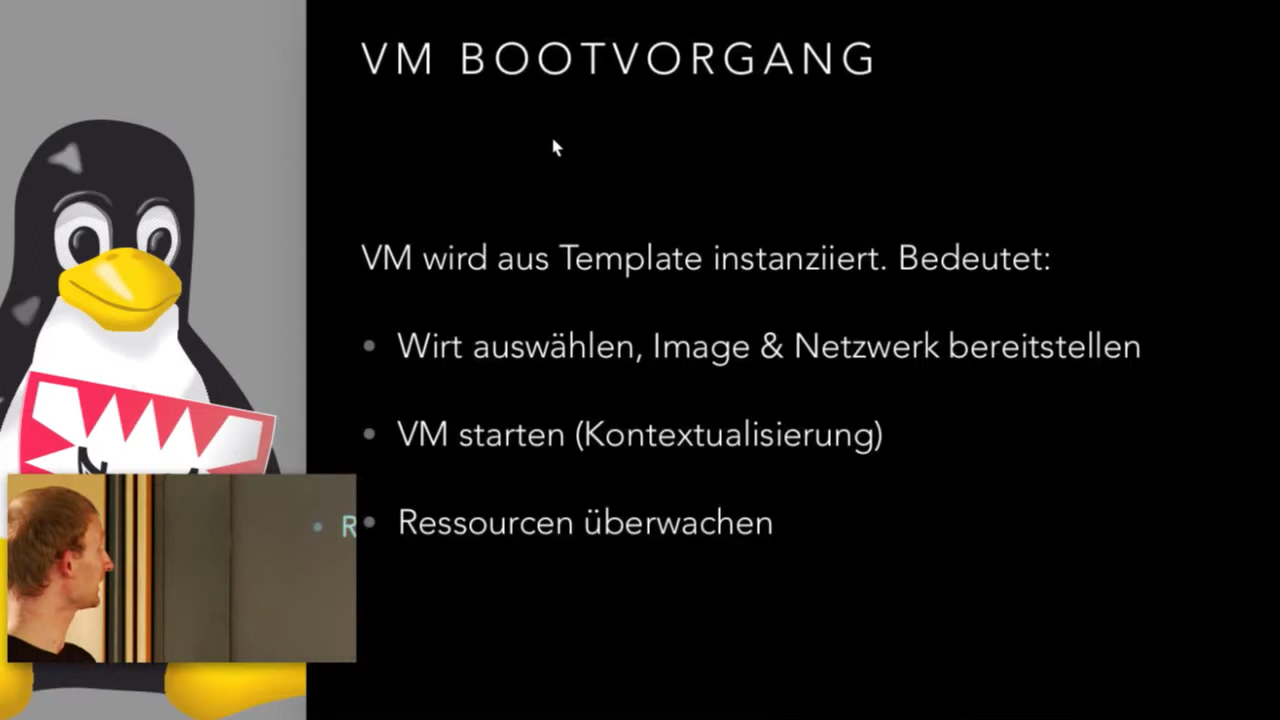 VM BOOTVORGANG
VM wird aus Template instanziiert. Bedeutet:
• Wirt auswählen, Image & Netzwerk bereitstellen
• VM starten (Kontextualisierung)
• Ressourcen überwachen
• R